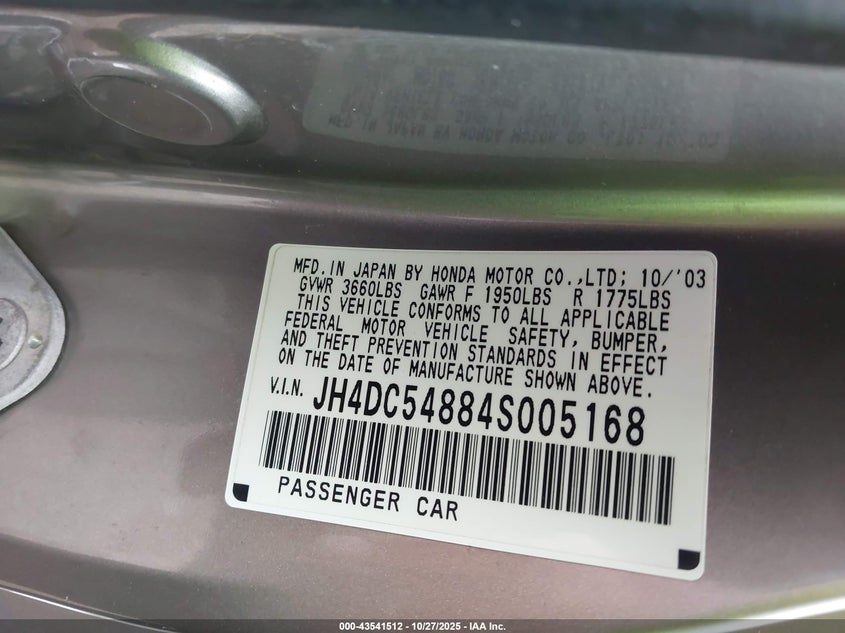 MFD. IN JAPAN BY HONDA MOTOR CO.,LTD; 10/'03
GVWR 3660LBS GAWR F 1950LBS R 1775LBS
THIS VEHICLE CONFORMS TO ALL APPLICABLE
FEDERAL MOTOR VEHICLE SAFETY, BUMPER,
AND THEFT PREVENTION STANDARDS IN EFFECT
ON THE DATE OF MANUFACTURE SHOWN ABOVE.
V.I.N. JH4DC54884S005168
PASSENGER CAR
000-43541512 - 10/27/2025 - IAA Inc.